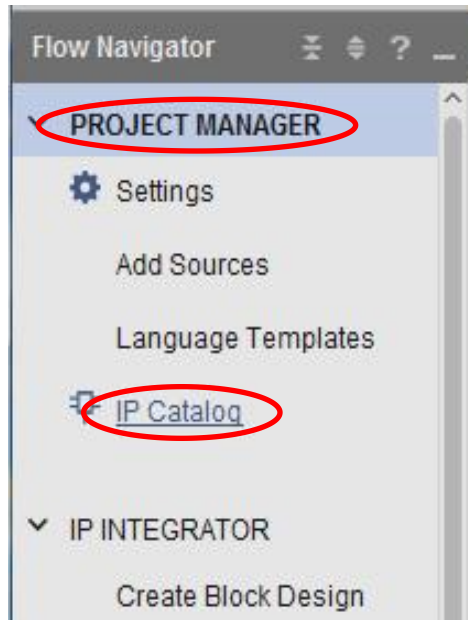 Flow Navigator ?
PROJECT MANAGER
Settings
Add Sources
Language Templates
IP Catalog
IP INTEGRATOR
Create Block Design